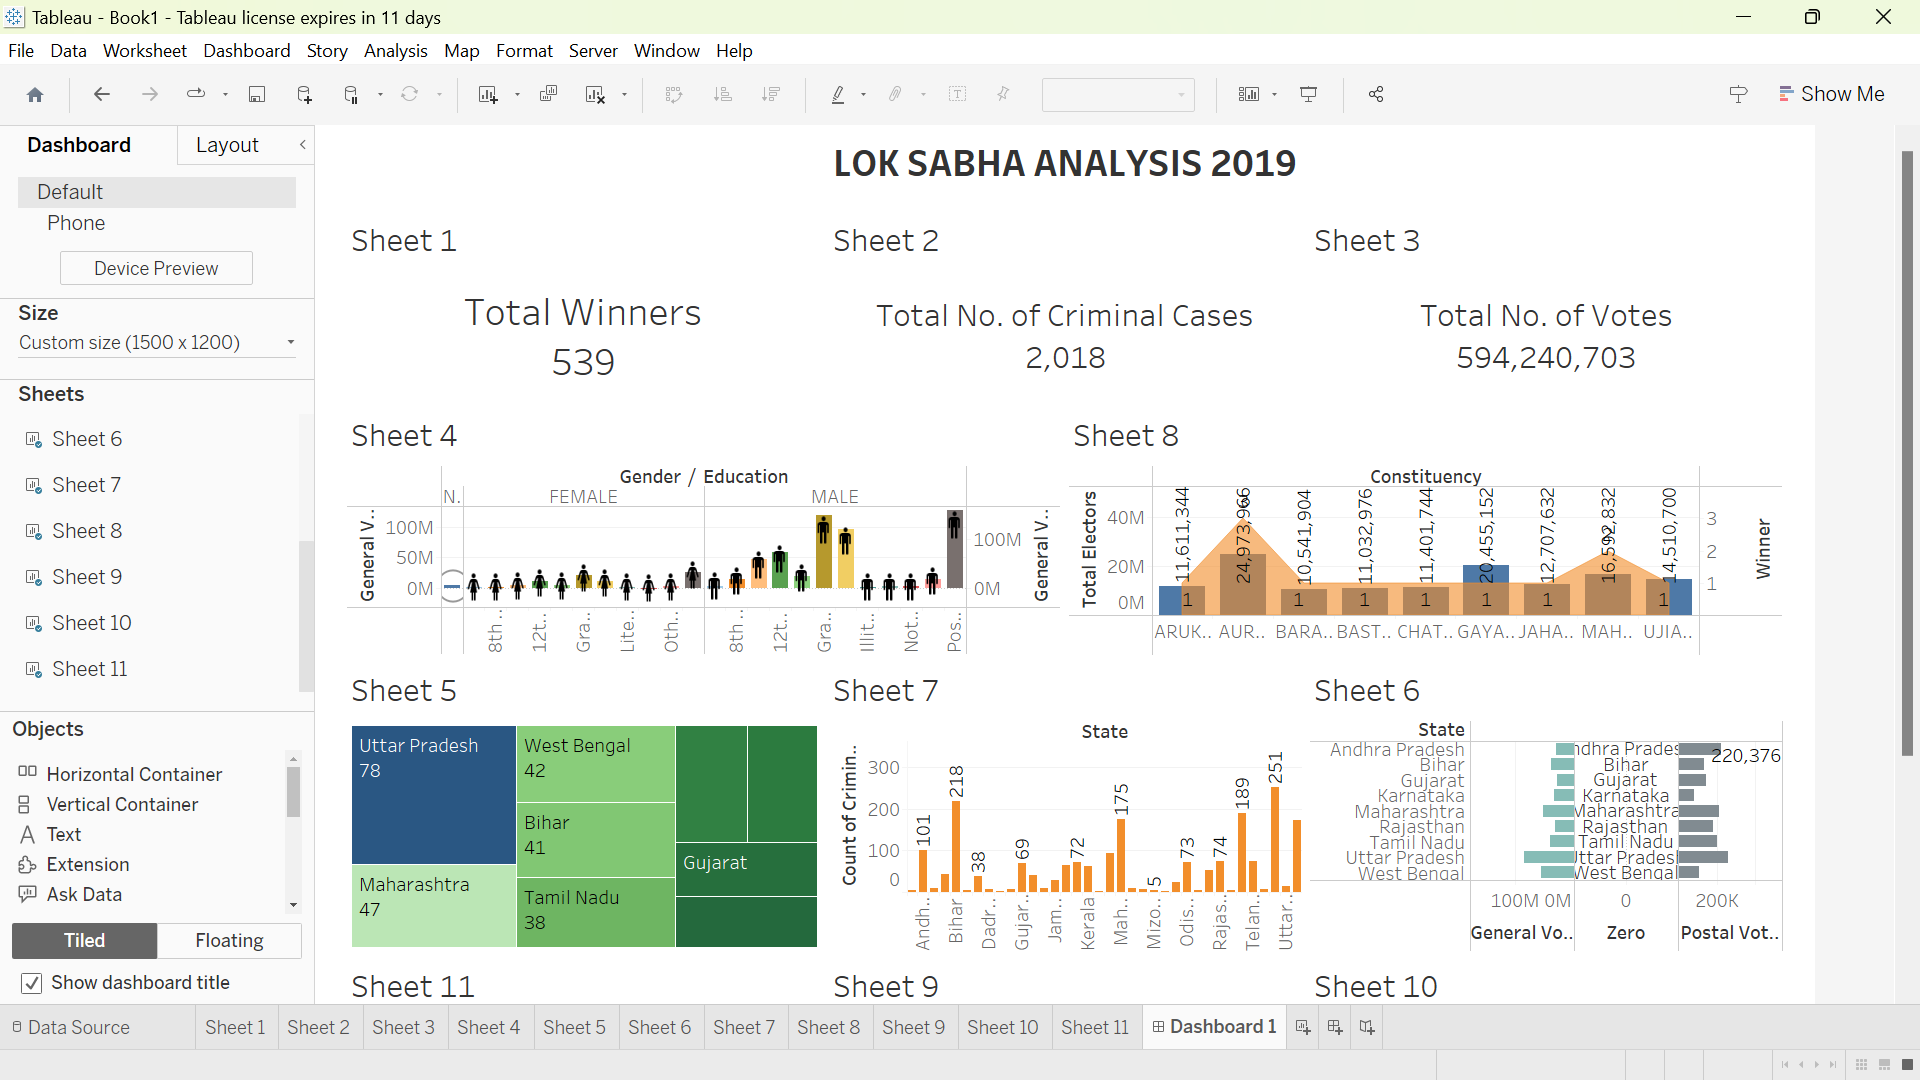 Tableau - Book1 - Tableau license expires in 11 days
File Data Worksheet Dashboard Story Analysis Map Format Server Window Help
Show Me
Dashboard Layout
Default
Phone
Device Preview
Size
Custom size (1500 x 1200)
Sheets
Sheet 6
Sheet 7
Sheet 8
Sheet 9
Sheet 10
Sheet 11
Objects
Horizontal Container
Vertical Container
Text
Extension
Ask Data
Tiled Floating
Show dashboard title
LOK SABHA ANALYSIS 2019
Sheet 1
Total Winners
539
Sheet 2
Total No. of Criminal Cases
2,018
Sheet 3
Total No. of Votes
594,240,703
Sheet 4
Gender / Education
N. FEMALE MALE
General V..
100M
50M
0M
100M
0M
General V..
8th .. 12t.. Gra.. Lite.. Oth.. 8th .. 12t.. Gra.. Illit.. Not.. Pos..
Sheet 8
Constituency
Total Electors
40M
20M
0M
11,611,344 24,973,966 10,541,904 11,032,976 11,401,744 20,455,152 12,707,632 16,592,832 14,510,700
1 1 1 1 1 1 1
3
2
1
Winner
ARUK.. AUR.. BARA.. BAST.. CHAT.. GAYA.. JAHA.. MAH.. UJIA..
Sheet 5
Uttar Pradesh
78
Maharashtra
47
West Bengal
42
Bihar
41
Tamil Nadu
38
Gujarat
Sheet 7
State
Count of Crimin..
300
200
100
0
101 218 38 69 72 175 5 73 74 189 251
Andh.. Bihar Dadr.. Gujar.. Jam.. Kerala Mah.. Mizo.. Odis.. Rajas.. Telan.. Uttar..
Sheet 6
State
Andhra Pradesh
Bihar
Gujarat
Karnataka
Maharashtra
Rajasthan
Tamil Nadu
Uttar Pradesh
West Bengal
ndhra Prades
Bihar
Gujarat
Karnataka
Maharashtra
Rajasthan
Tamil Nadu
Uttar Pradesl
West Bengal
220,376
100M 0M 0 200K
General Vo.. Zero Postal Vot..
Sheet 11
Sheet 9
Sheet 10
Data Source Sheet 1 Sheet 2 Sheet 3 Sheet 4 Sheet 5 Sheet 6 Sheet 7 Sheet 8 Sheet 9 Sheet 10 Sheet 11 Dashboard 1